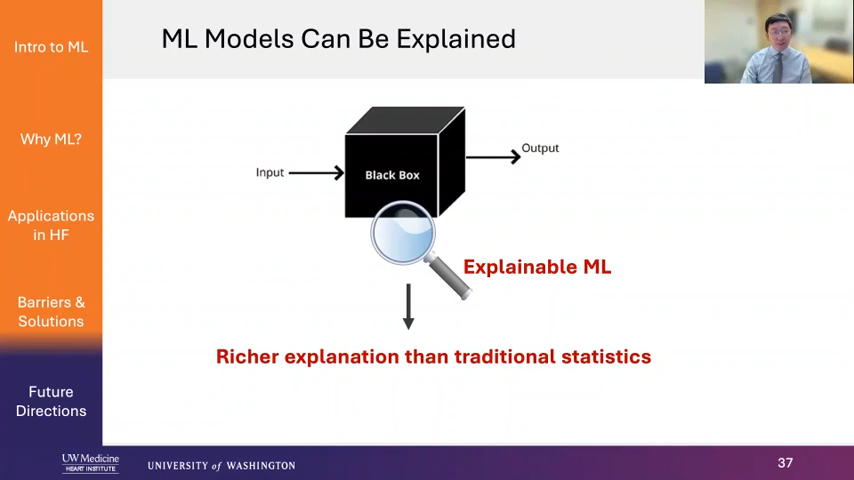 ML Models Can Be Explained
Intro to ML
Why ML?
Applications
in HF
Barriers &
Solutions
Future
Directions
Input
Black Box
Output
Explainable ML
Richer explanation than traditional statistics
UW Medicine
HEART INSTITUTE
UNIVERSITY of WASHINGTON
37